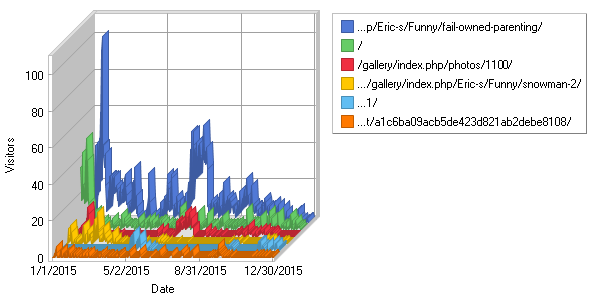 100
80
60
40
20
0
Visitors
1/1/2015
5/2/2015
8/31/2015
12/30/2015
Date
...p/Eric-s/Funny/fail-owned-parenting/
/
/gallery/index.php/photos/1100/
.../gallery/index.php/Eric-s/Funny/snowman-2/
...1/
...t/a1c6ba09acb5de423d821ab2debe8108/